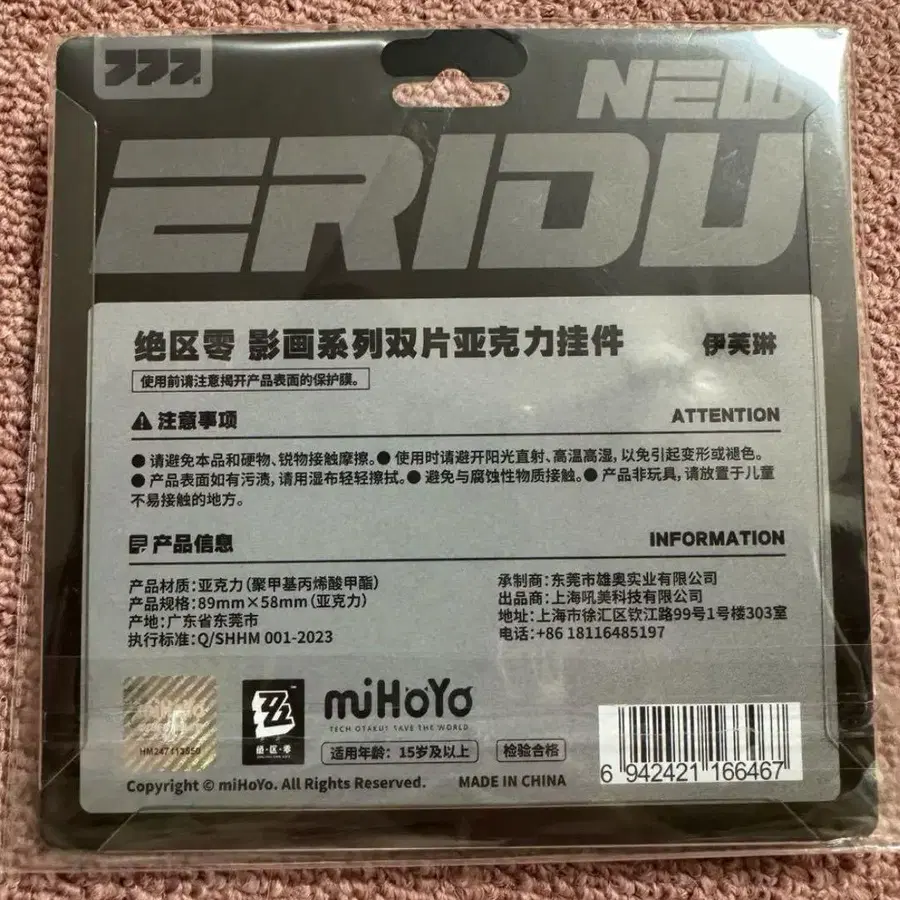 777.
NEW
ERIDU
绝区零 影画系列双片亚克力挂件 伊芙琳
使用前请注意揭开产品表面的保护膜。
注意事项 ATTENTION
● 请避免本品和硬物、锐物接触摩擦。● 使用时请避开阳光直射、高温高湿，以免引起变形或褪色。
● 产品表面如有污渍，请用湿布轻轻擦拭。● 避免与腐蚀性物质接触。● 产品非玩具，请放置于儿童
不易接触的地方。
产品信息 INFORMATION
产品材质：亚克力（聚甲基丙烯酸甲酯）
产品规格：89mm×58mm（亚克力）
产地：广东省东莞市
执行标准：Q/SHHM 001-2023
承制商：东莞市雄奥实业有限公司
出品商：上海吼美科技有限公司
地址：上海市徐汇区钦江路99号1号楼303室
电话：+86 18116485197
miHoYo
绝·区·零
miHoYo
TECH OTAKUS SAVE THE WORLD
适用年龄：15岁及以上 检验合格
Copyright © miHoYo. All Rights Reserved. MADE IN CHINA
6 942421 166467